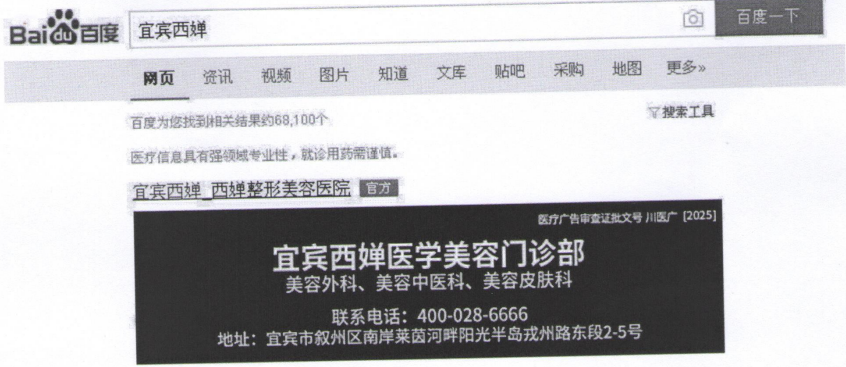 Bai du 百度 宜宾西婵 百度一下
网页 资讯 视频 图片 知道 文库 贴吧 采购 地图 更多»
百度为您找到相关结果约68,100个 搜索工具
医疗信息具有强领域专业性，就诊用药需谨慎。
宜宾西婵_西婵整形美容医院 官方
医疗广告审查证批文号 川医广 [2025]
宜宾西婵医学美容门诊部
美容外科、美容中医科、美容皮肤科
联系电话：400-028-6666
地址：宜宾市叙州区南岸莱茵河畔阳光半岛戎州路东段2-5号